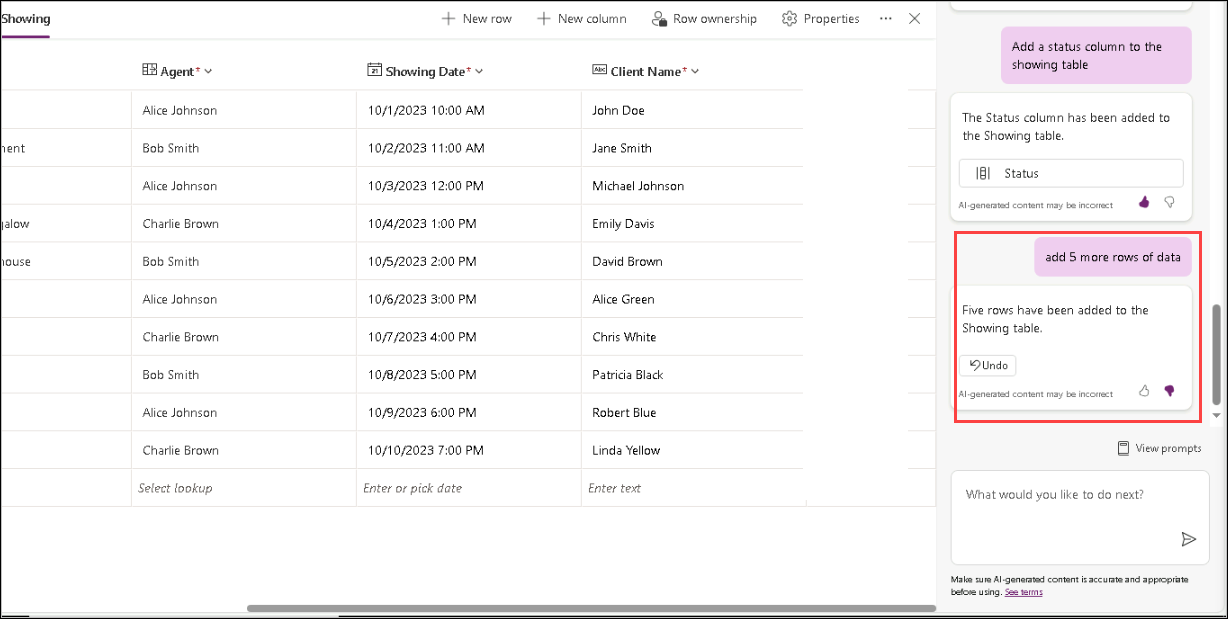 Showing
New row
New column
Row ownership
Properties
Agent*
Showing Date*
Client Name*
Alice Johnson
10/1/2023 10:00 AM
John Doe
nent
Bob Smith
10/2/2023 11:00 AM
Jane Smith
Alice Johnson
10/3/2023 12:00 PM
Michael Johnson
galow
Charlie Brown
10/4/2023 1:00 PM
Emily Davis
house
Bob Smith
10/5/2023 2:00 PM
David Brown
Alice Johnson
10/6/2023 3:00 PM
Alice Green
Charlie Brown
10/7/2023 4:00 PM
Chris White
Bob Smith
10/8/2023 5:00 PM
Patricia Black
Alice Johnson
10/9/2023 6:00 PM
Robert Blue
Charlie Brown
10/10/2023 7:00 PM
Linda Yellow
Select lookup
Enter or pick date
Enter text
Add a status column to the
showing table
The Status column has been added to
the Showing table.
Status
AI-generated content may be incorrect
add 5 more rows of data
Five rows have been added to the
Showing table.
Undo
AI-generated content may be incorrect
View prompts
What would you like to do next?
Make sure AI-generated content is accurate and appropriate
before using. See terms